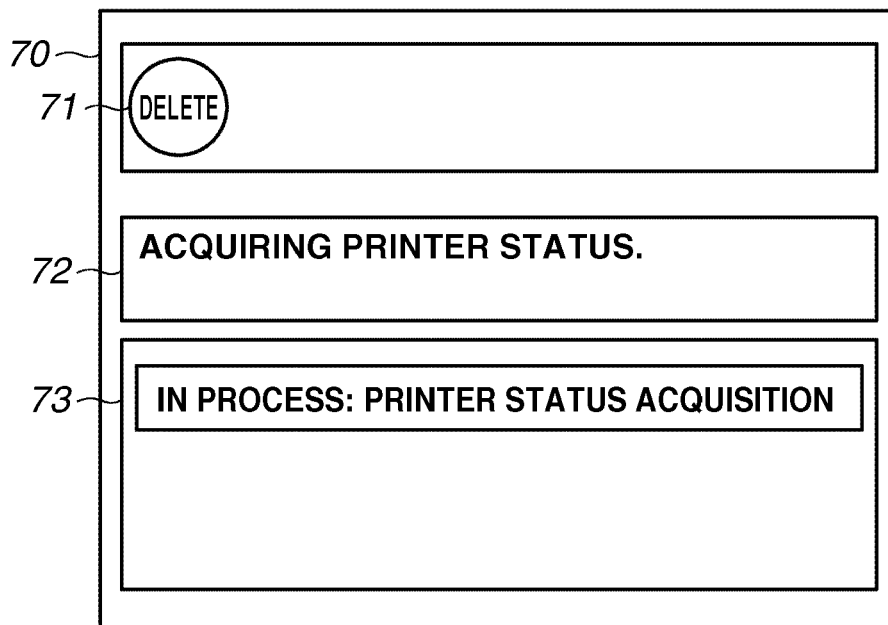 70
71
DELETE
72
ACQUIRING PRINTER STATUS.
73
IN PROCESS: PRINTER STATUS ACQUISITION